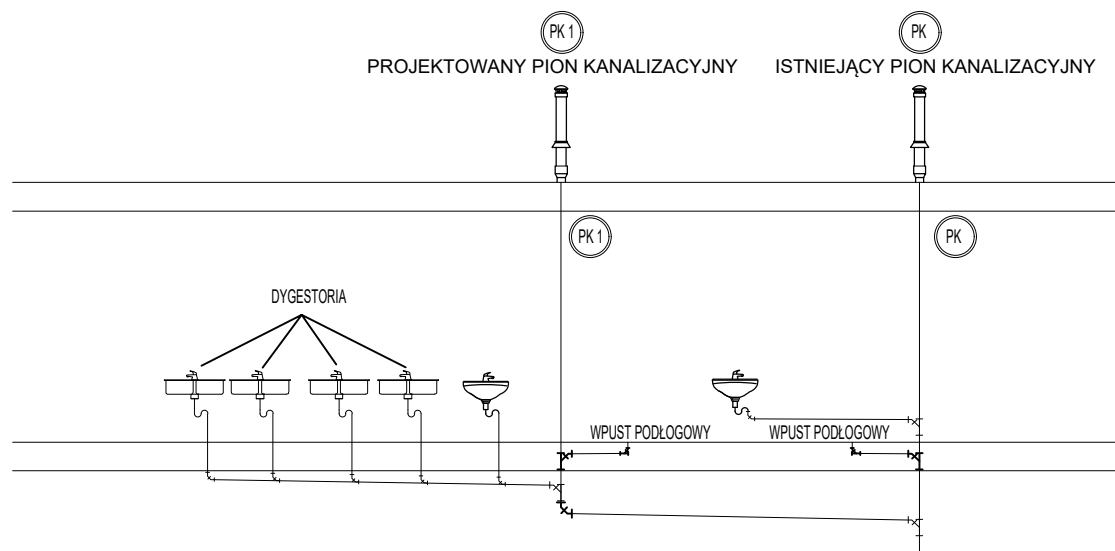 PK 1
PK
PROJEKTOWANY PION KANALIZACYJNY
ISTNIEJĄCY PION KANALIZACYJNY
PK 1
PK
DYGESTORIA
WPUST PODŁOGOWY
WPUST PODŁOGOWY